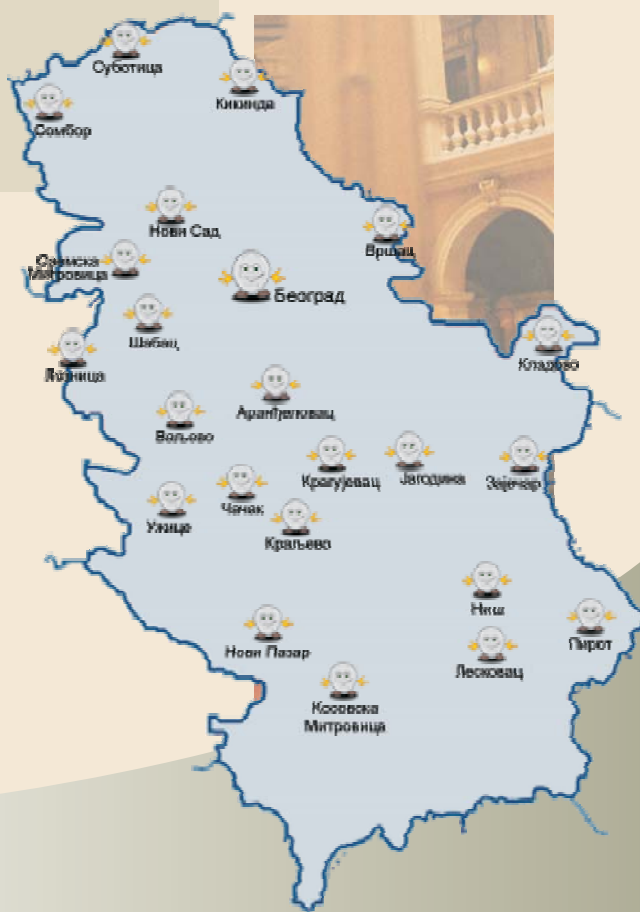 Суботица
Кикинда
Сомбор
Нови Сад
Вршац
Сремска
Митровица
Београд
Шабац
Лозница
Кладово
Аранђеловац
Ваљево
Крагујевац
Јагодина
Зајечар
Чачак
Ужице
Краљево
Ниш
Пирот
Нови Пазар
Лесковац
Косовска
Митровица